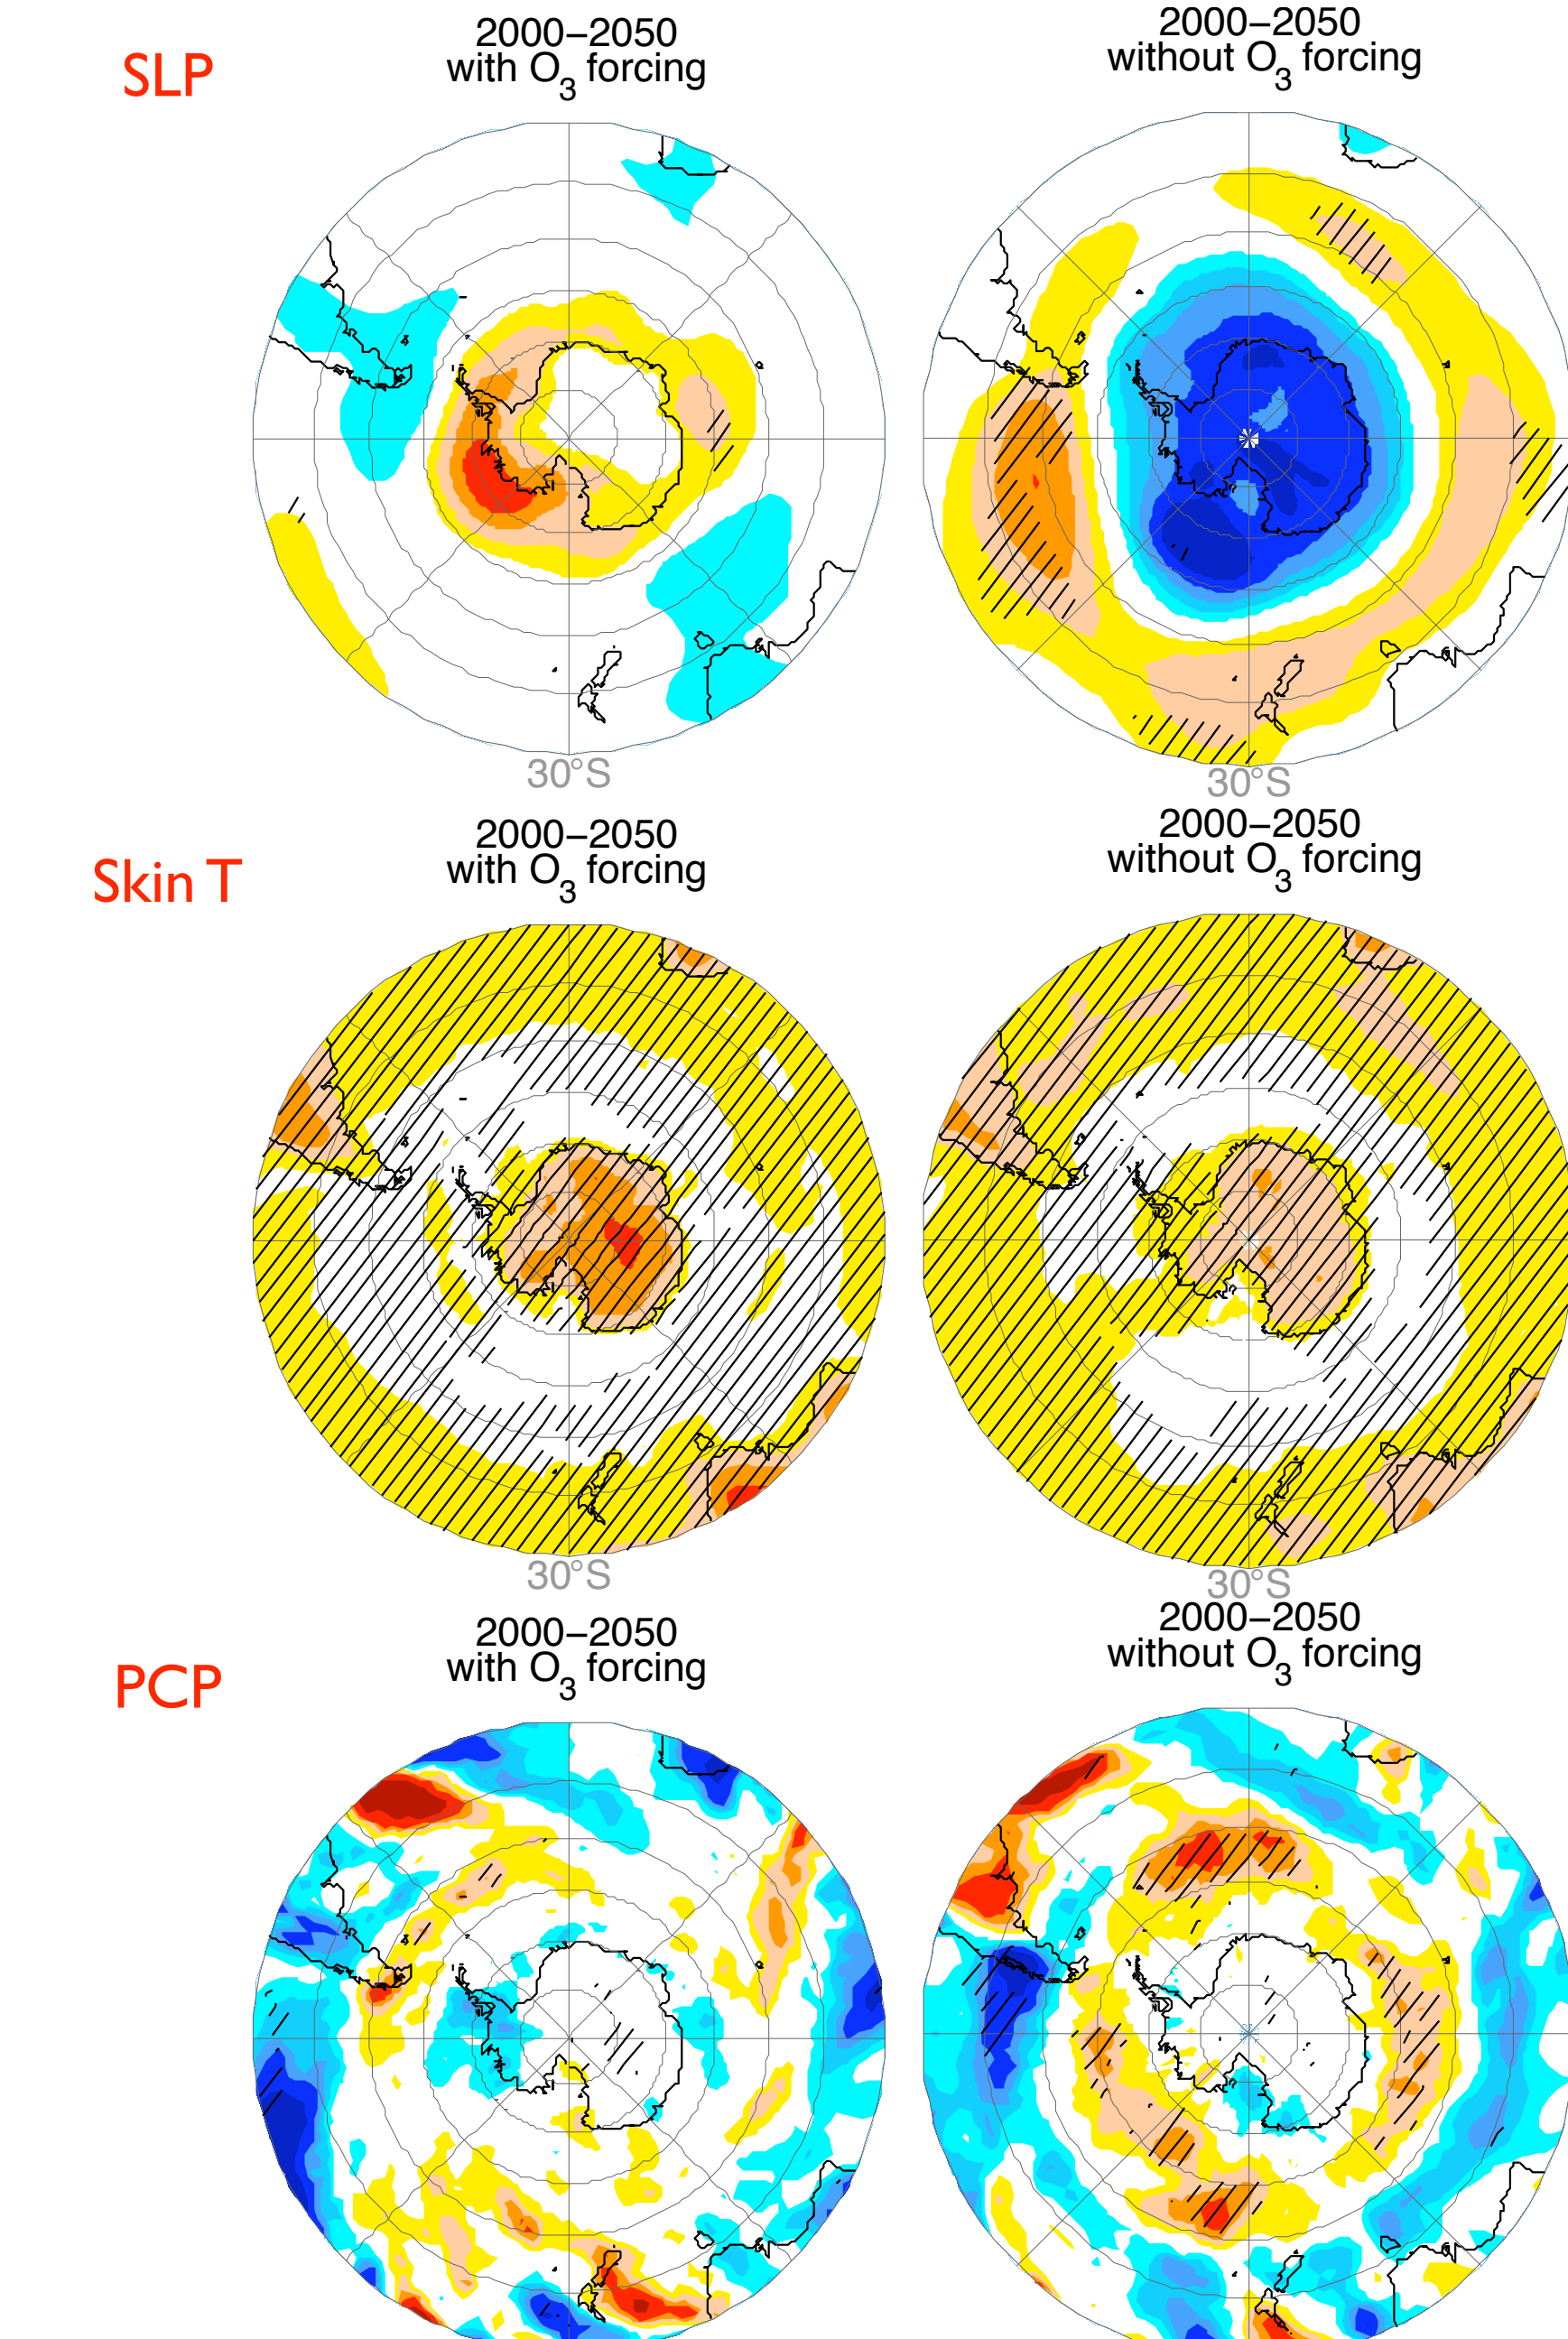 SLP
2000–2050
with O3 forcing
2000–2050
without O3 forcing
30°S
30°S
Skin T
2000–2050
with O3 forcing
2000–2050
without O3 forcing
30°S
30°S
PCP
2000–2050
with O3 forcing
2000–2050
without O3 forcing